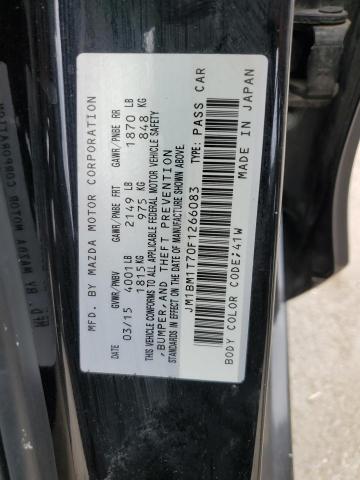 MFD. BY MAZDA MOTOR CORPORATION
DATE GVWR/PNBV GAWR/PNBE FRT GAWR/PNBE RR
03/15 4001 LB 2149 LB 1870 LB
1815 KG 975 KG 848 KG
THIS VEHICLE CONFORMS TO ALL APPLICABLE FEDERAL MOTOR VEHICLE SAFETY
,BUMPER,AND THEFT PREVENTION
STANDARDS IN EFFECT ON THE DATE OF MANUFACTURE SHOWN ABOVE.
JM1BM1T70F1266083 TYPE: PASS CAR
BODY COLOR CODE;41W MADE IN JAPAN